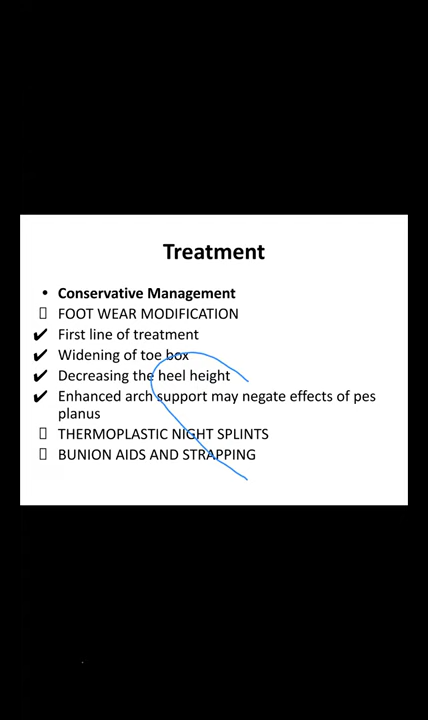 Treatment
• Conservative Management
FOOT WEAR MODIFICATION
✔ First line of treatment
✔ Widening of toe box
✔ Decreasing the heel height
✔ Enhanced arch support may negate effects of pes
planus
THERMOPLASTIC NIGHT SPLINTS
BUNION AIDS AND STRAPPING